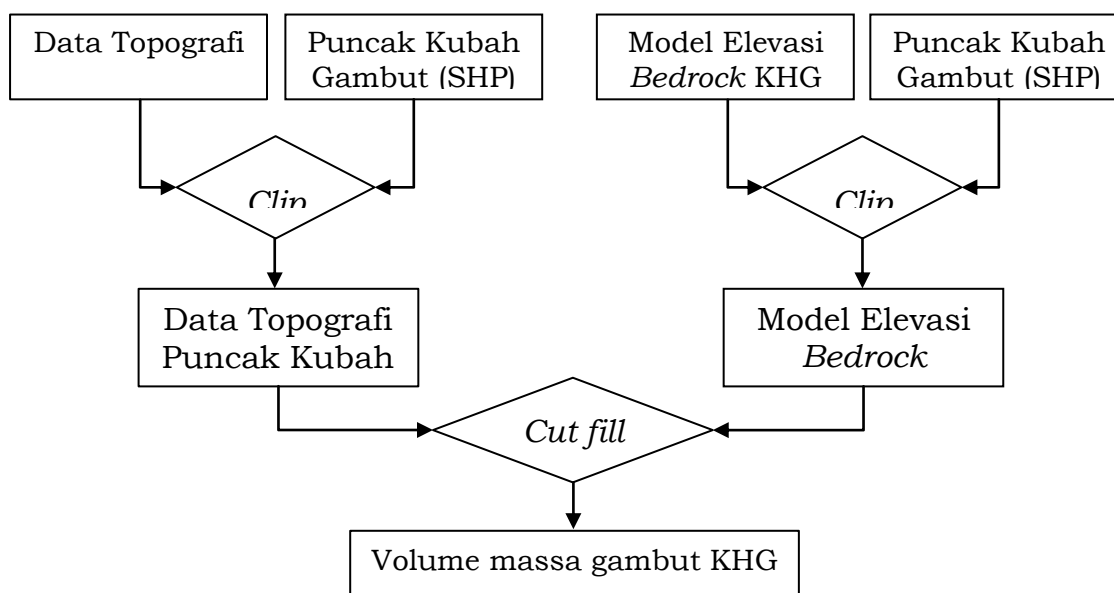 Data Topografi
Puncak Kubah
Gambut (SHP)
Model Elevasi
Bedrock KHG
Puncak Kubah
Gambut (SHP)
Clip
Clip
Data Topografi
Puncak Kubah
Model Elevasi
Bedrock
Cut fill
Volume massa gambut KHG